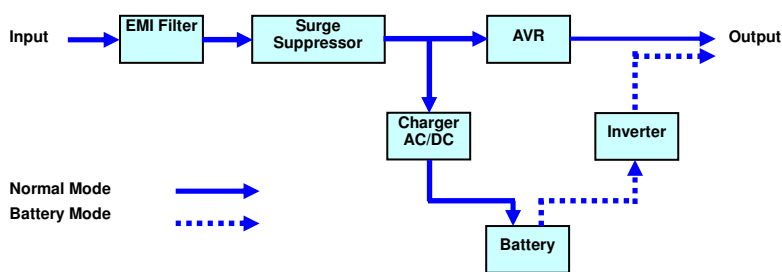 Input
EMI Filter
Surge
Suppressor
AVR
Output
Charger
AC/DC
Inverter
Normal Mode
Battery Mode
Battery